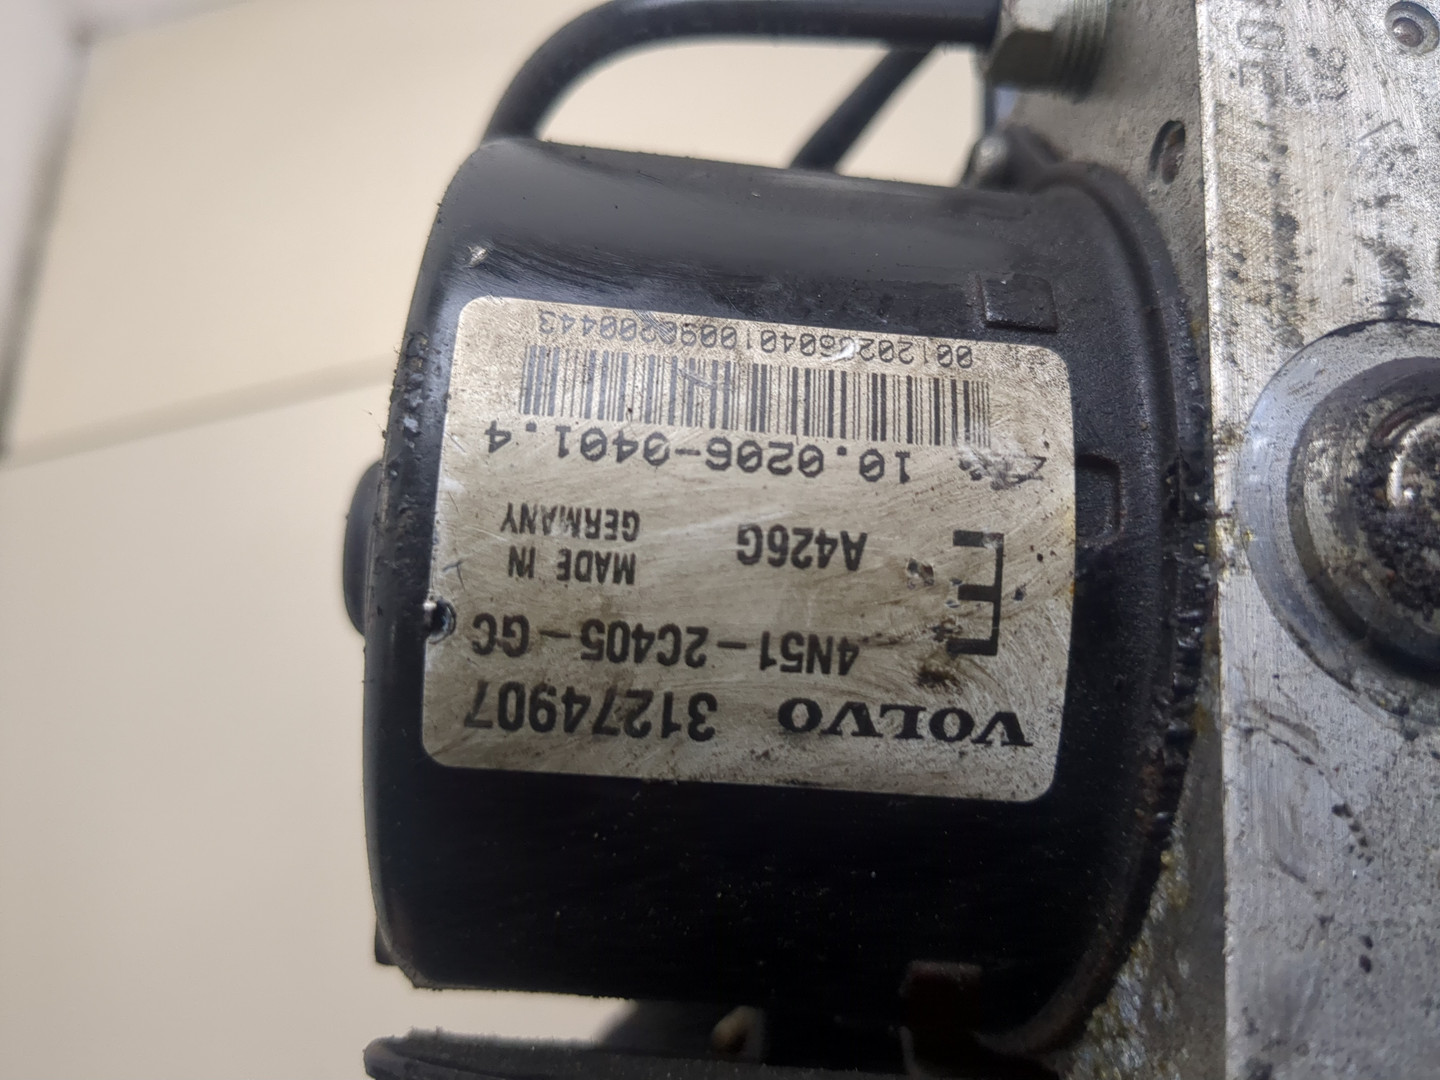 VOLVO 31274907
4N51-2C405-GC
E
A426G
MADE IN
GERMANY
10.0206-0401.4